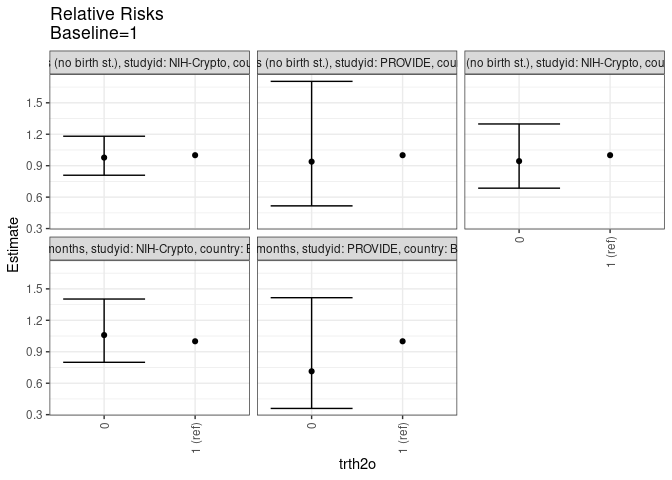 Relative Risks
Baseline=1
(no birth st.), studyid: NIH-Crypto, cou
(no birth st.), studyid: PROVIDE, cou
(no birth st.), studyid: NIH-Crypto, cou
1.5
1.2
0.9
0.6
0.3
months, studyid: NIH-Crypto, country:
months, studyid: PROVIDE, country: B
0
1 (ref)
1.5
1.2
0.9
0.6
0.3
Estimate
0
1 (ref)
0
1 (ref)
trth2o